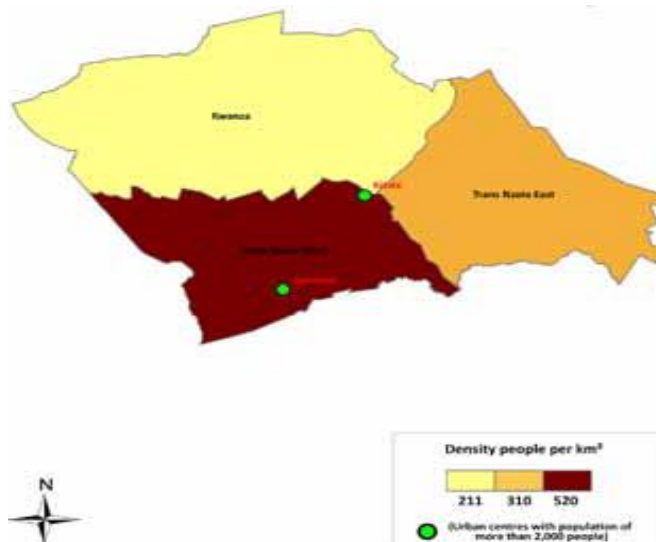 Kwanza
Trans Nzoia East
N
Density people per km²
211 310 520
(Urban centres with population of
more than 2,000 people)